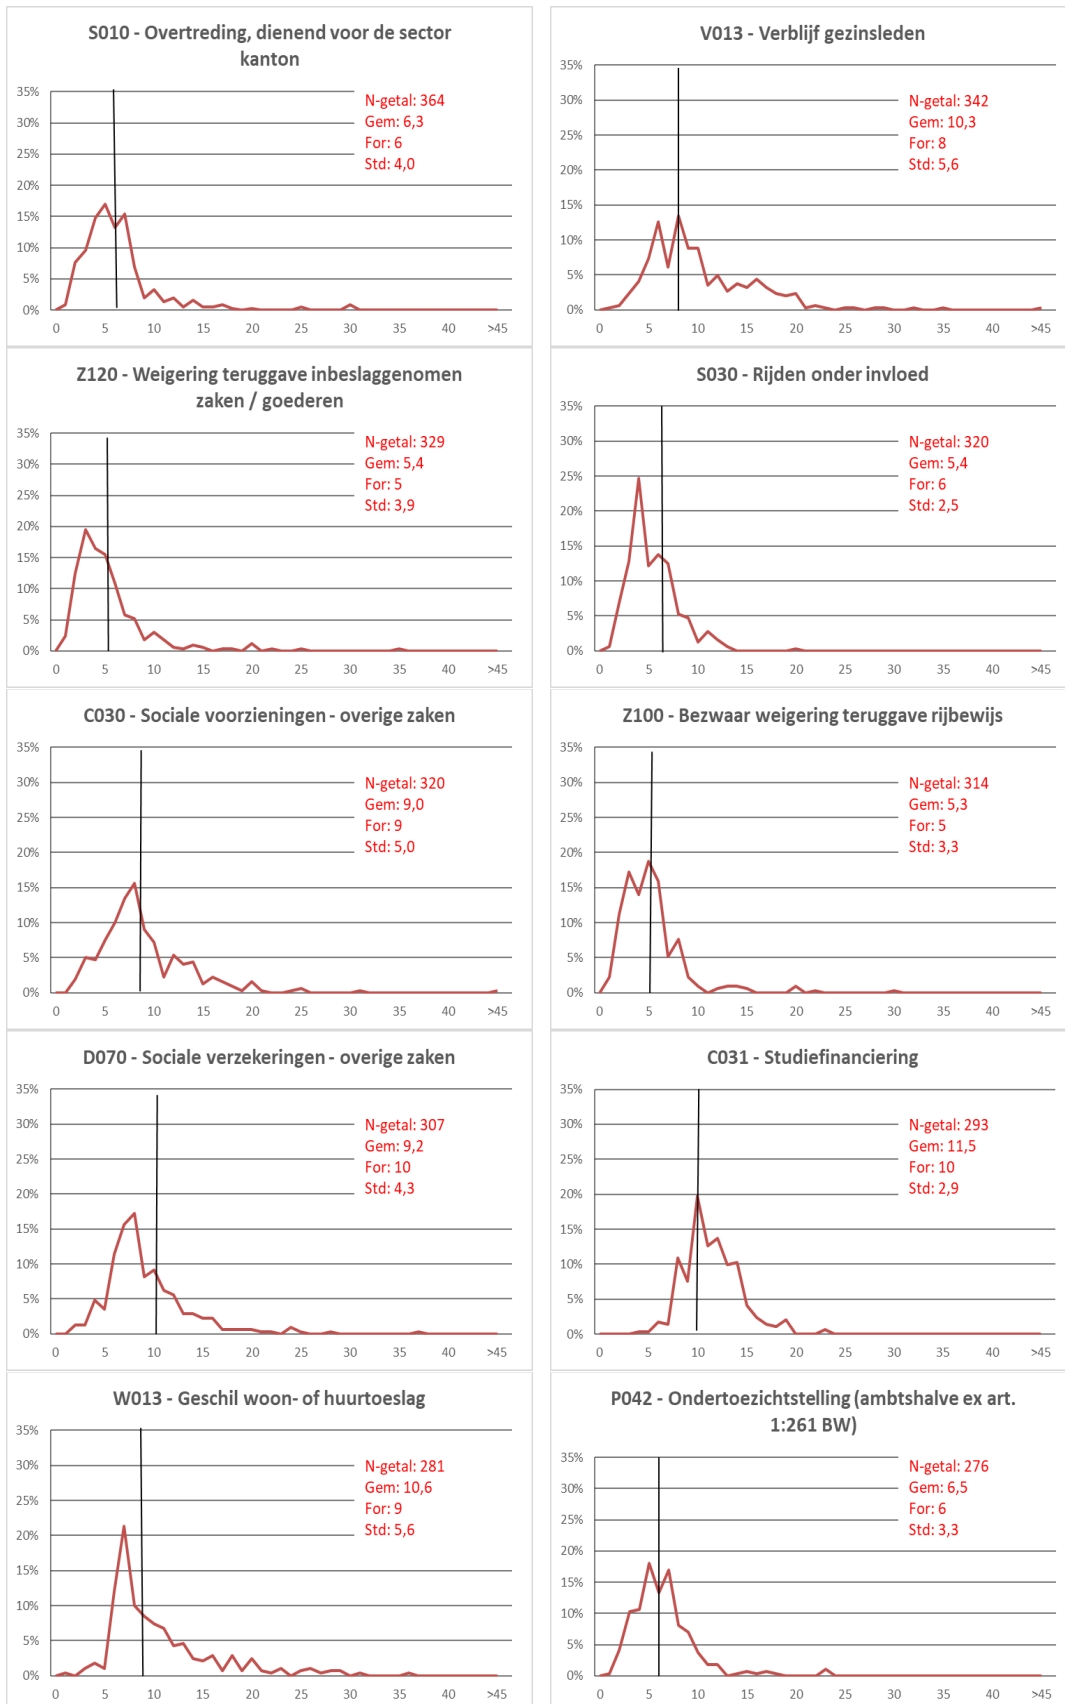 S010 - Overtreding, dienend voor de sector
kanton
35%
30%
25%
20%
15%
10%
5%
0%
N-getal: 364
Gem: 6,3
For: 6
Std: 4,0
0 5 10 15 20 25 30 35 40 >45
V013 - Verblijf gezinsleden
35%
30%
25%
20%
15%
10%
5%
0%
N-getal: 342
Gem: 10,3
For: 8
Std: 5,6
0 5 10 15 20 25 30 35 40 >45
Z120 - Weigering teruggave inbeslaggenomen
zaken / goederen
35%
30%
25%
20%
15%
10%
5%
0%
N-getal: 329
Gem: 5,4
For: 5
Std: 3,9
0 5 10 15 20 25 30 35 40 >45
S030 - Rijden onder invloed
35%
30%
25%
20%
15%
10%
5%
0%
N-getal: 320
Gem: 5,4
For: 6
Std: 2,5
0 5 10 15 20 25 30 35 40 >45
C030 - Sociale voorzieningen - overige zaken
35%
30%
25%
20%
15%
10%
5%
0%
N-getal: 320
Gem: 9,0
For: 9
Std: 5,0
0 5 10 15 20 25 30 35 40 >45
Z100 - Bezwaar weigering teruggave rijbewijs
35%
30%
25%
20%
15%
10%
5%
0%
N-getal: 314
Gem: 5,3
For: 5
Std: 3,3
0 5 10 15 20 25 30 35 40 >45
D070 - Sociale verzekeringen - overige zaken
35%
30%
25%
20%
15%
10%
5%
0%
N-getal: 307
Gem: 9,2
For: 10
Std: 4,3
0 5 10 15 20 25 30 35 40 >45
C031 - Studiefinanciering
35%
30%
25%
20%
15%
10%
5%
0%
N-getal: 293
Gem: 11,5
For: 10
Std: 2,9
0 5 10 15 20 25 30 35 40 >45
W013 - Geschil woon- of huurtoeslag
35%
30%
25%
20%
15%
10%
5%
0%
N-getal: 281
Gem: 10,6
For: 9
Std: 5,6
0 5 10 15 20 25 30 35 40 >45
P042 - Ondertoezichtstelling (ambtshalve ex art.
1:261 BW)
35%
30%
25%
20%
15%
10%
5%
0%
N-getal: 276
Gem: 6,5
For: 6
Std: 3,3
0 5 10 15 20 25 30 35 40 >45